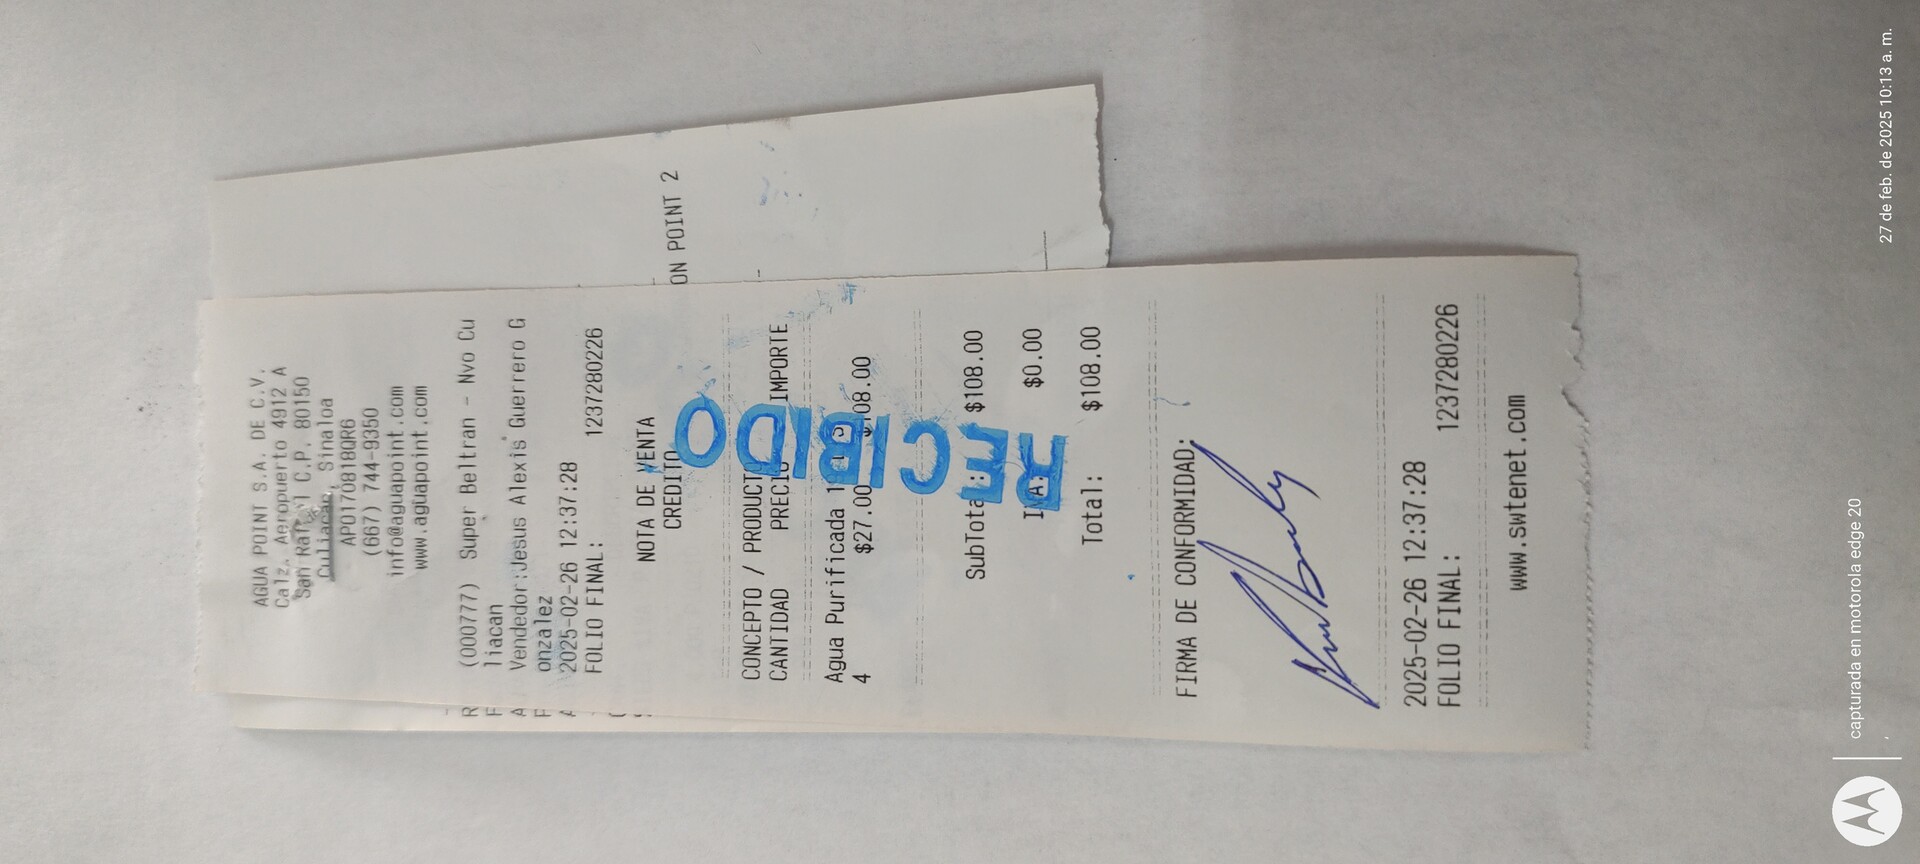 AGUA POINT S.A. DE C.V.
Calz. Aeropuerto 4912 A
San Rafael C.P. 80150
Culiacan, Sinaloa
APO170818QR6
(667) 744-9350
info@aguapoint.com
www.aguapoint.com
(000777) Super Beltran - Nvo Cu
liacan
Vendedor:Jesus Alexis Guerrero G
onzalez
2025-02-26 12:37:28
FOLIO FINAL: 1237280226
NOTA DE VENTA
CREDITO
CONCEPTO / PRODUCTO
CANTIDAD PRECIO IMPORTE
Agua Purificada
4 $27.00 $108.00
SubTotal: $108.00
IVA: $0.00
Total: $108.00
RECIBIDO
FIRMA DE CONFORMIDAD:
2025-02-26 12:37:28
FOLIO FINAL: 1237280226
www.swtenet.com
ON POINT 2
R
F
A
F
A
capturada en motorola edge 20
27 de feb. de 2025 10:13 a. m.